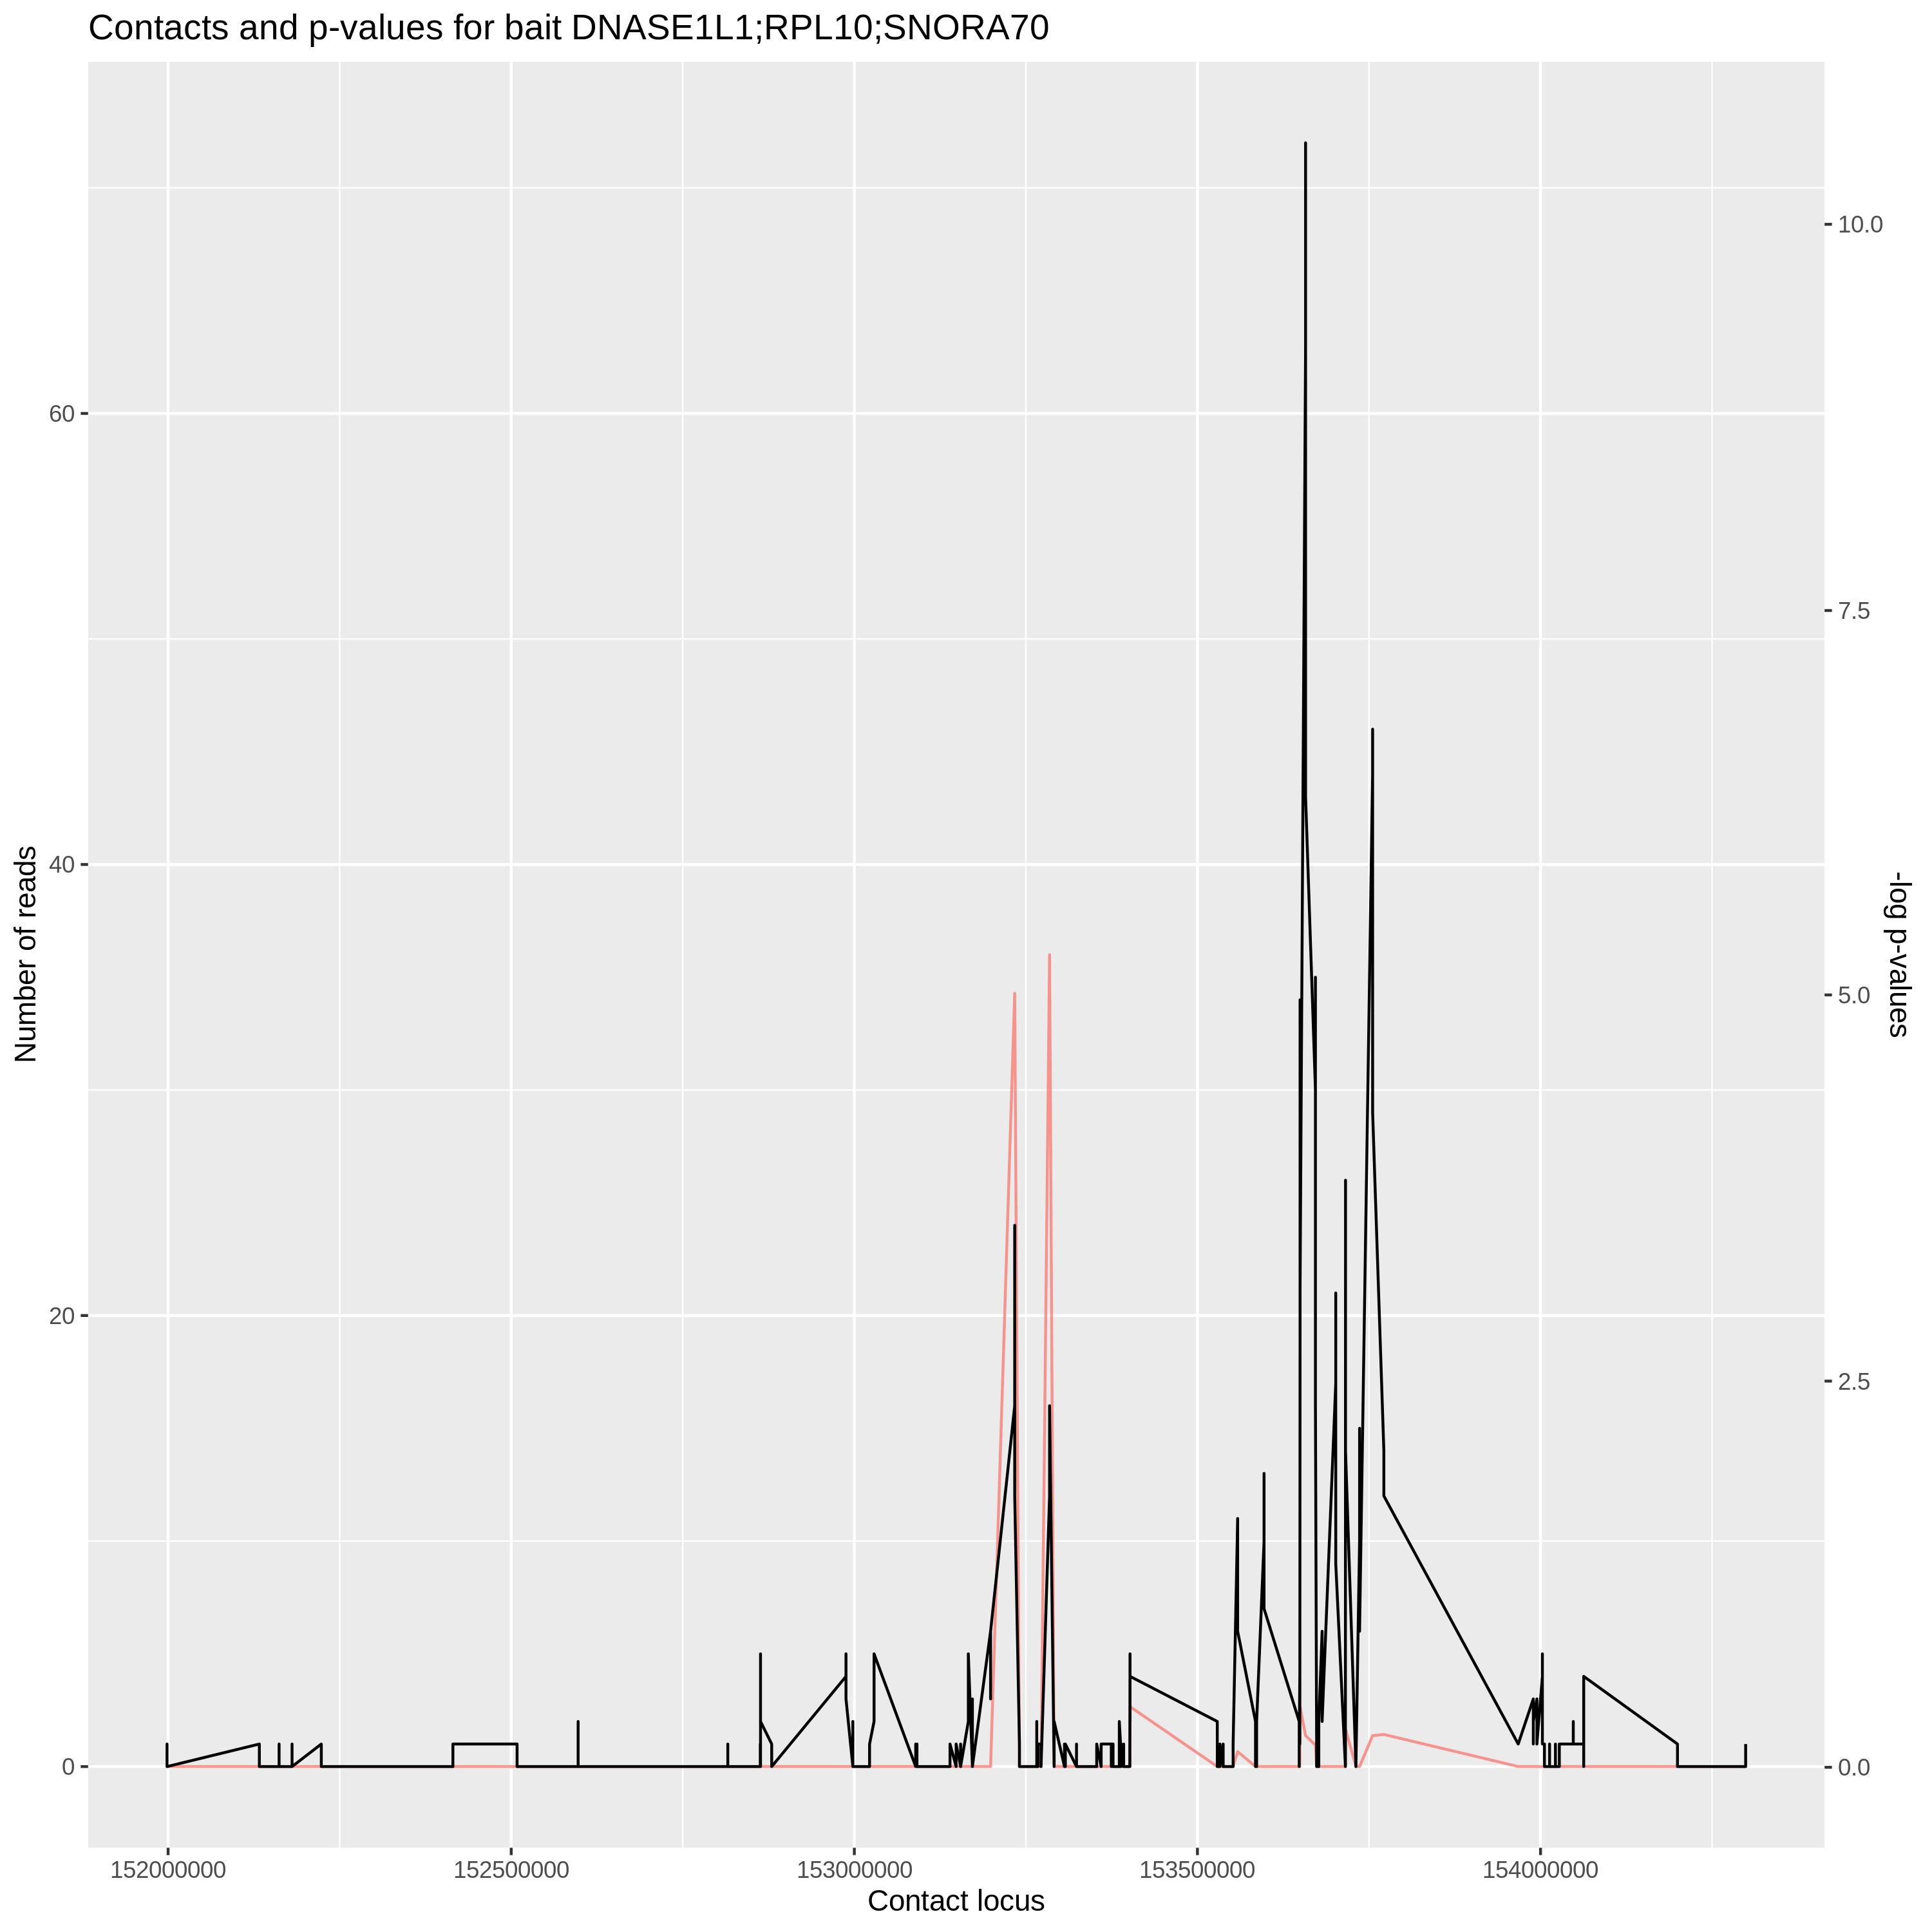 Contacts and p-values for bait DNASE1L1;RPL10;SNORA70
Number of reads
60
40
20
0
10.0
7.5
5.0
2.5
0.0
-log p-values
152000000 152500000 153000000 153500000 154000000
Contact locus